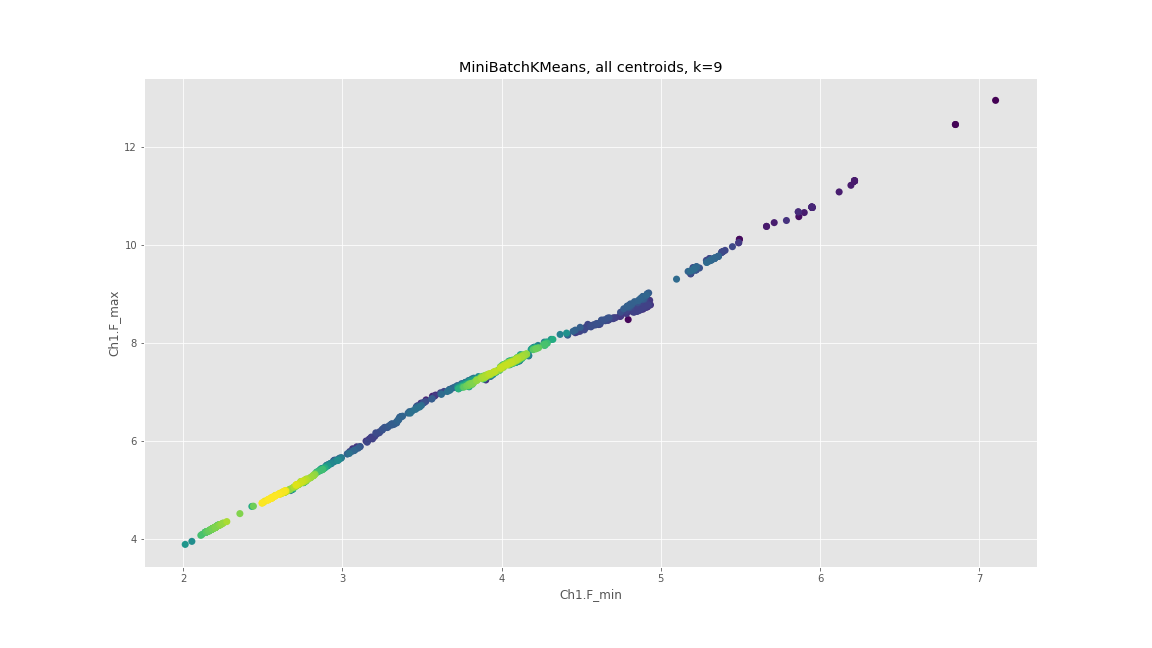 MiniBatchKMeans, all centroids, k=9
Ch1.F_max
12
10
8
6
4
2 3 4 5 6 7
Ch1.F_min